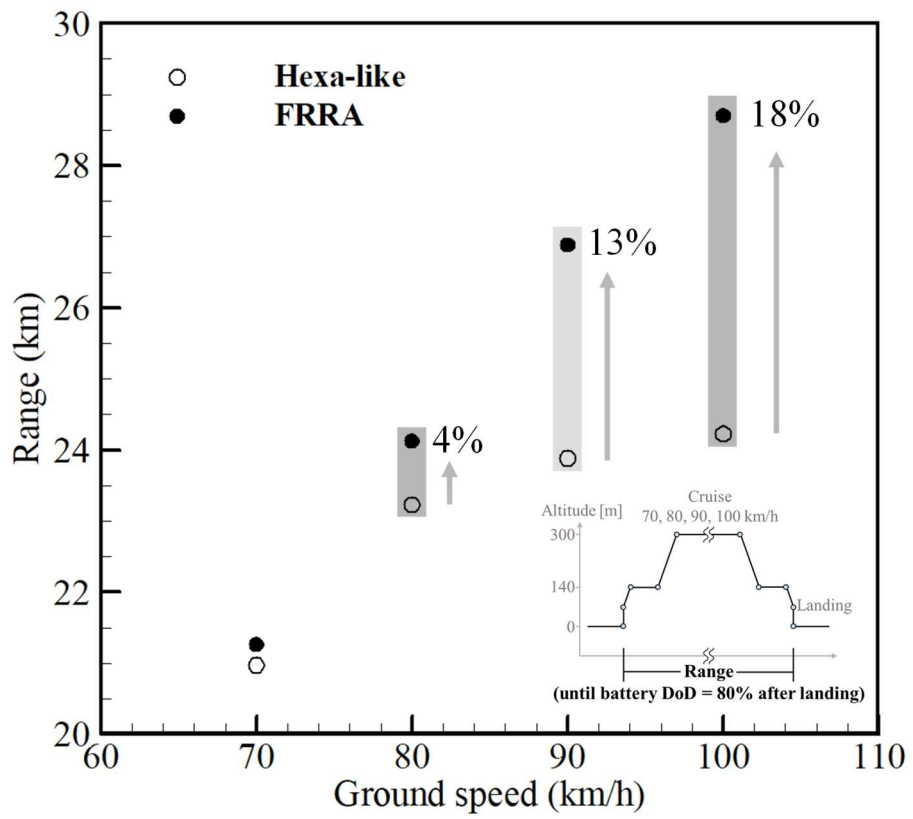 30
28
26
24
22
20
Range (km)
Hexa-like
FRRA
18%
13%
4%
Cruise
Altitude [m]
70, 80, 90, 100 km/h
300
140
0
Landing
Range
(until battery DoD = 80% after landing)
60
70
80
90
100
110
Ground speed (km/h)